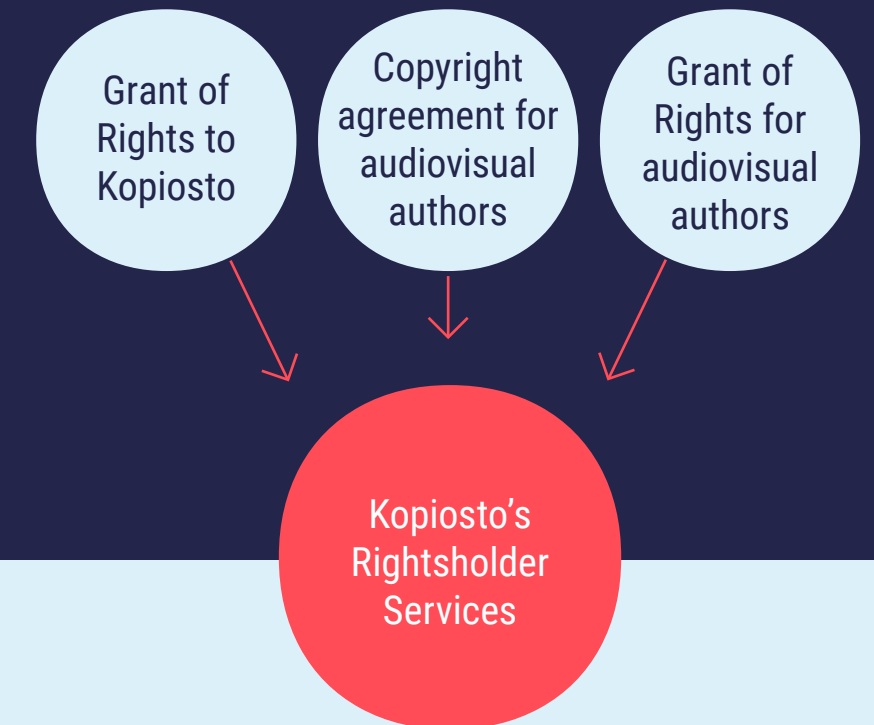 Grant of
Rights to
Kopiosto
Copyright
agreement for
audiovisual
authors
Grant of
Rights for
audiovisual
authors
Kopiosto’s
Rightsholder
Services